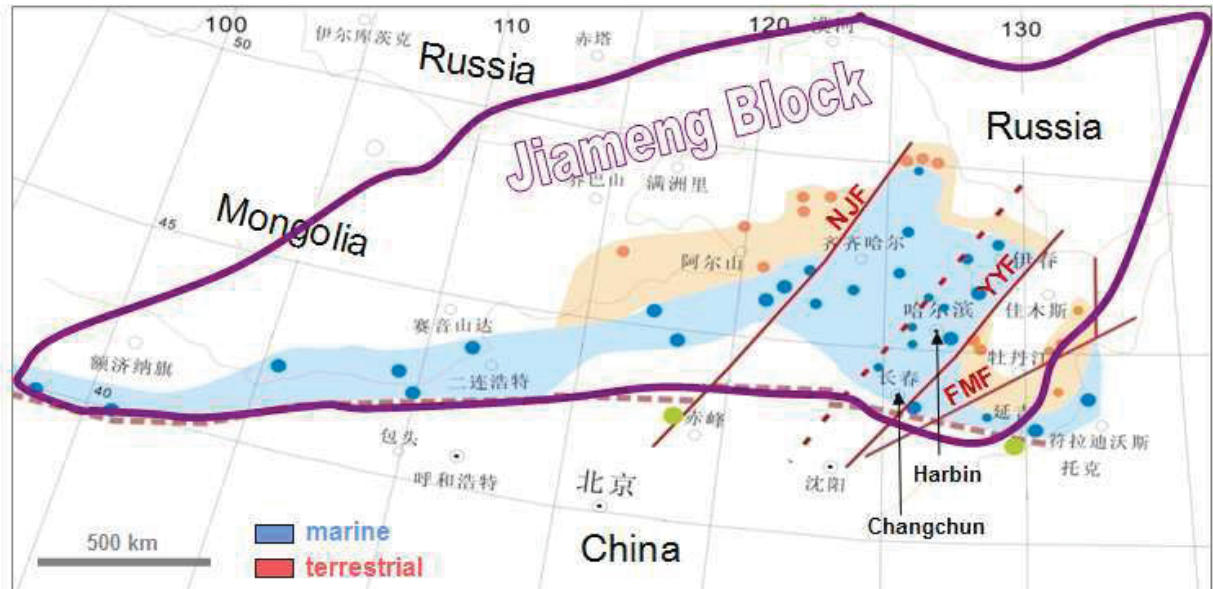 100
110
120
130
50
伊尔库茨克
赤塔
漠河
Russia
Jiameng Block
Russia
乔巴山
满洲里
45
Mongolia
NJF
齐齐哈尔
阿尔山
YYF
伊春
赛音山达
哈尔滨
佳木斯
额济纳旗
牡丹江
40
二连浩特
长春
FMF
延吉
赤峰
包头
符拉迪沃斯
托克
呼和浩特
北京
沈阳
Harbin
Changchun
500 km
marine
terrestrial
China